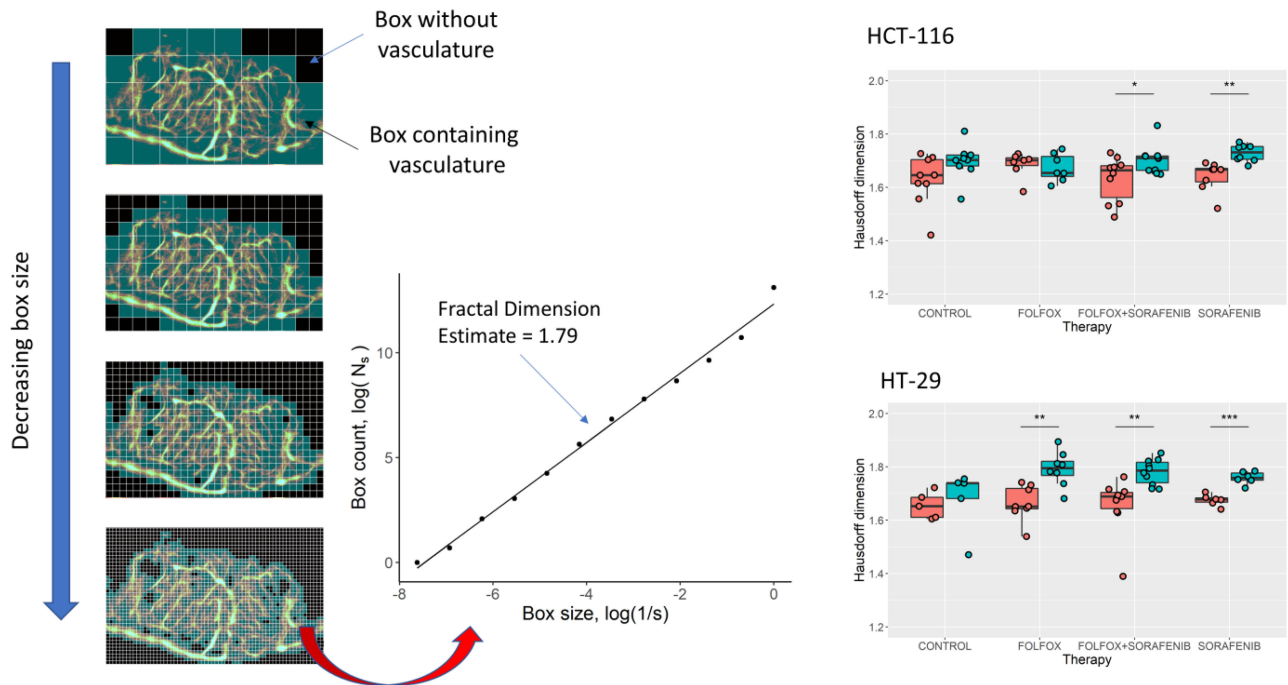 Decreasing box size
Box without
vasculature
Box containing
vasculature
Fractal Dimension
Estimate = 1.79
Box count, log( Nₛ )
10
5
0
-8
-6
-4
-2
0
Box size, log(1/s)
HCT-116
Hausdorff dimension
2.0
1.8
1.6
1.4
1.2
*
**
CONTROL
FOLFOX
FOLFOX+SORAFENIB
SORAFENIB
Therapy
HT-29
Hausdorff dimension
2.0
1.8
1.6
1.4
1.2
**
**
***
CONTROL
FOLFOX
FOLFOX+SORAFENIB
SORAFENIB
Therapy